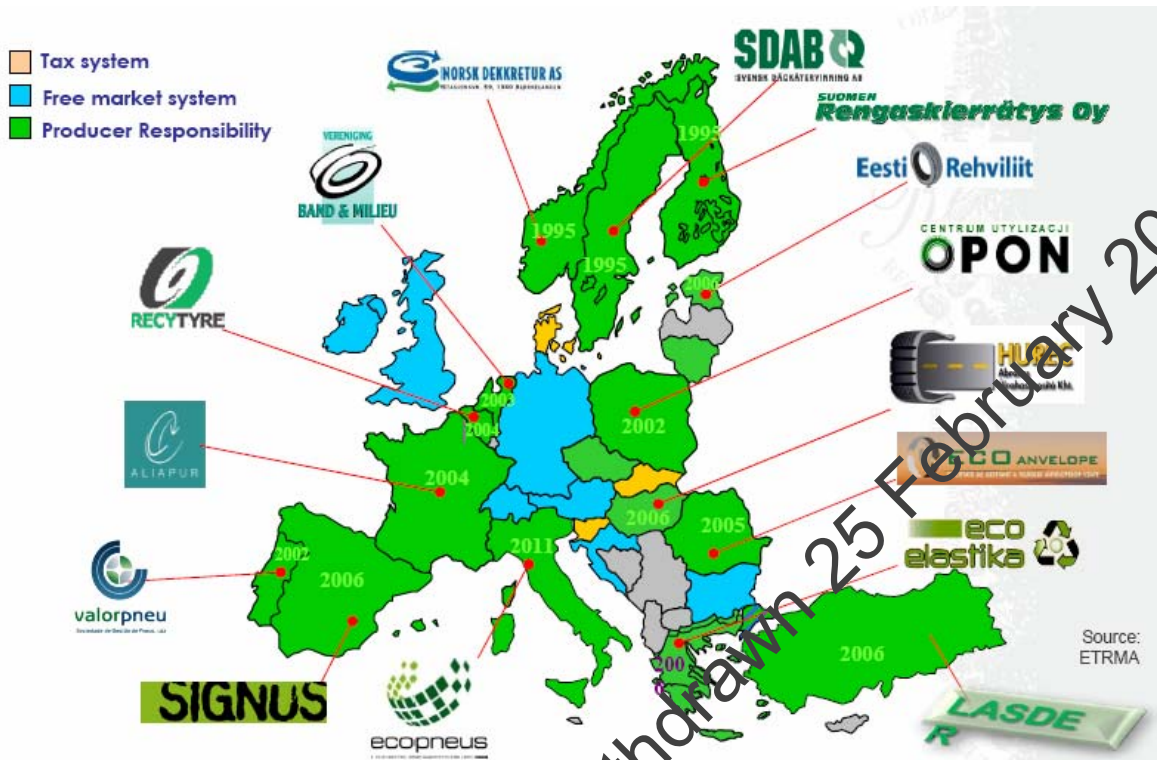 Tax system
Free market system
Producer Responsibility
NORSK DEKKRETUR AS
SDAB
SVENSK DÄCKÅTERVINNING AB
SUOMEN
Rengaskierrätys Oy
1995
VERENIGING
BAND & MILIEU
Eesti Rehviliit
CENTRUM UTYLIZACJI
OPON
1995
1995
2006
RECYTYRE
HUREC
2003
2004
2002
ECO ANVELOPE
ALIAPUR
2004
2006
2005
eco
elastika
2011
2002
2006
valorpneu
200
2006
Source:
ETRMA
SIGNUS
ecopneus
LASDE
R
thdrawn 25 February 20